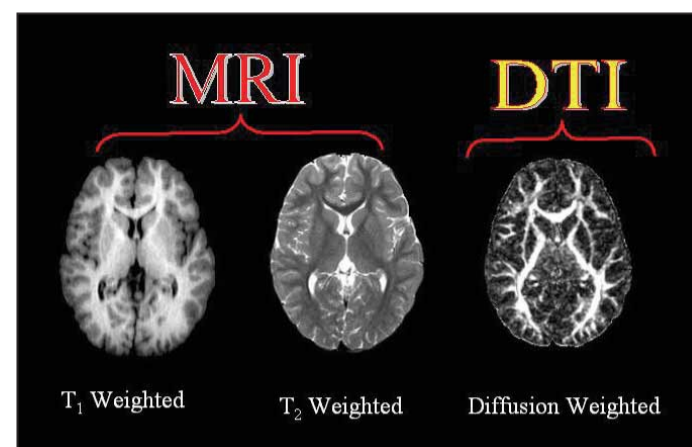 MRI
DTI
T₁ Weighted
T₂ Weighted
Diffusion Weighted